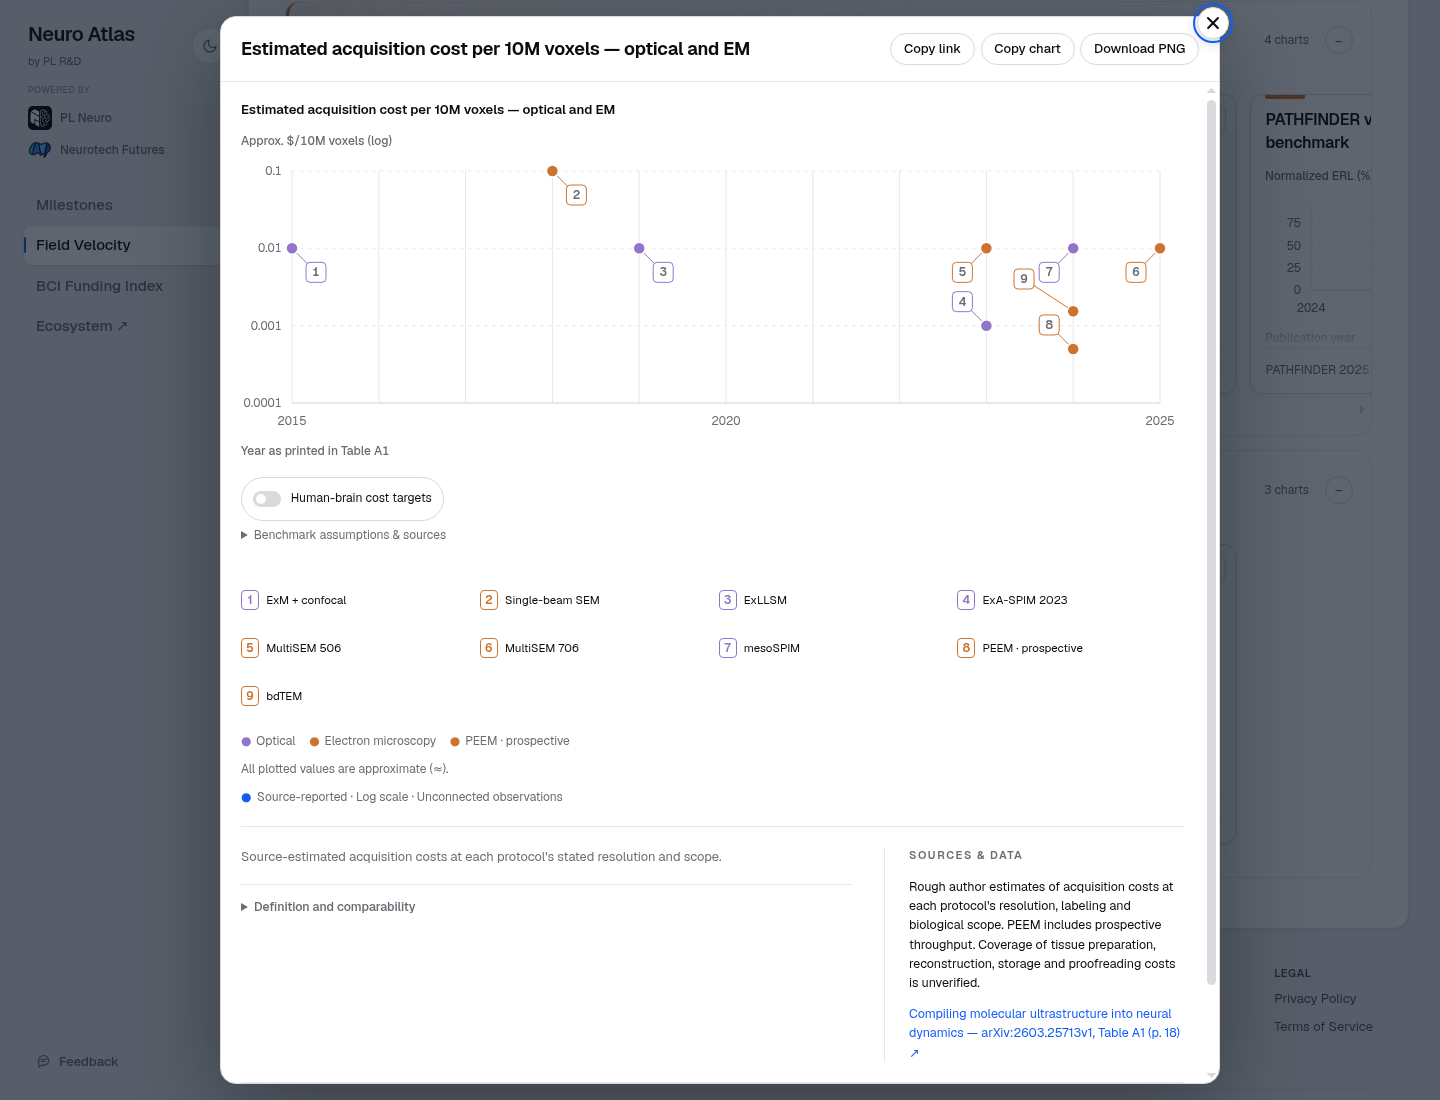 Neuro Atlas
by PL R&D
POWERED BY
PL Neuro
Neurotech Futures
Milestones
Field Velocity
BCI Funding Index
Ecosystem ↗
Feedback
Estimated acquisition cost per 10M voxels — optical and EM
Copy link
Copy chart
Download PNG
Estimated acquisition cost per 10M voxels — optical and EM
Approx. $/10M voxels (log)
0.1
0.01
0.001
0.0001
1
2
3
4
5
6
7
8
9
2015
2020
2025
Year as printed in Table A1
Human-brain cost targets
Benchmark assumptions & sources
1 ExM + confocal
2 Single-beam SEM
3 ExLLSM
4 ExA-SPIM 2023
5 MultiSEM 506
6 MultiSEM 706
7 mesoSPIM
8 PEEM · prospective
9 bdTEM
Optical
Electron microscopy
PEEM · prospective
All plotted values are approximate (≈).
Source-reported · Log scale · Unconnected observations
Source-estimated acquisition costs at each protocol's stated resolution and scope.
Definition and comparability
SOURCES & DATA
Rough author estimates of acquisition costs at
each protocol's resolution, labeling and
biological scope. PEEM includes prospective
throughput. Coverage of tissue preparation,
reconstruction, storage and proofreading costs
is unverified.
Compiling molecular ultrastructure into neural
dynamics — arXiv:2603.25713v1, Table A1 (p. 18)
↗
4 charts
PATHFINDER v
benchmark
Normalized ERL (%
75
50
25
0
2024
Publication year
PATHFINDER 2025
3 charts
LEGAL
Privacy Policy
Terms of Service